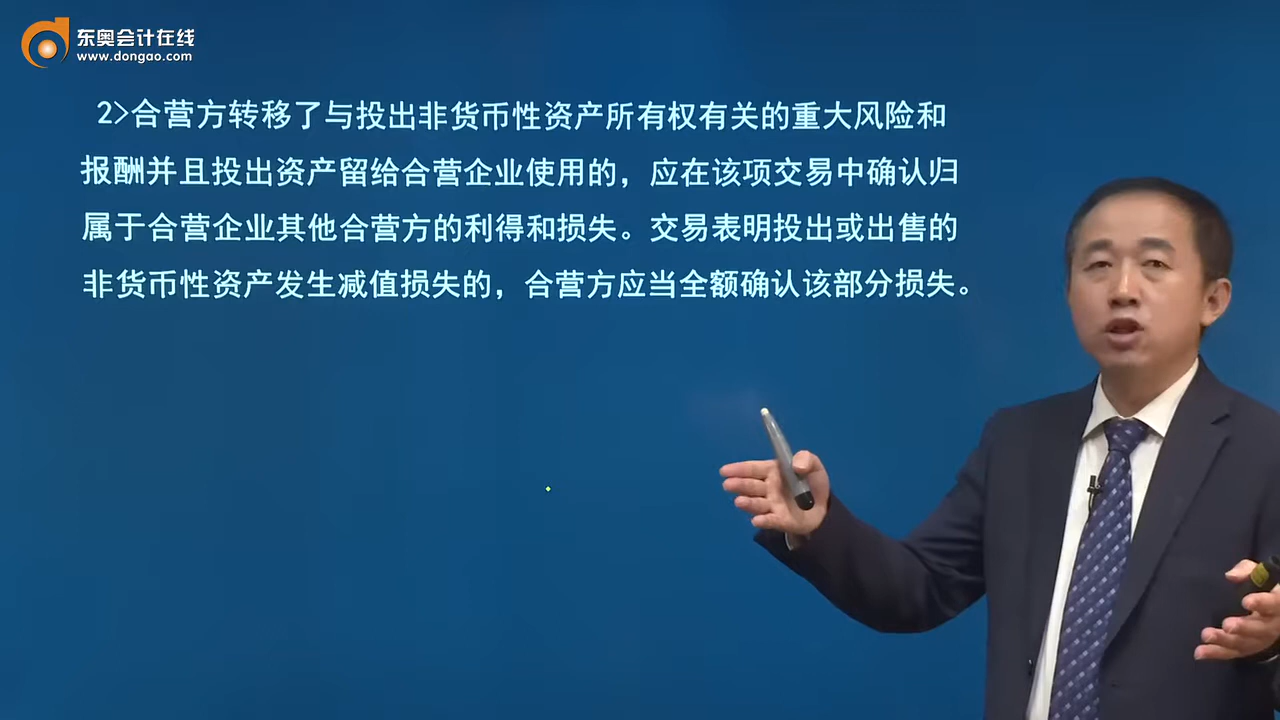 东奥会计在线
www.dongao.com
2>合营方转移了与投出非货币性资产所有权有关的重大风险和
报酬并且投出资产留给合营企业使用的，应在该项交易中确认归
属于合营企业其他合营方的利得和损失。交易表明投出或出售的
非货币性资产发生减值损失的，合营方应当全额确认该部分损失。